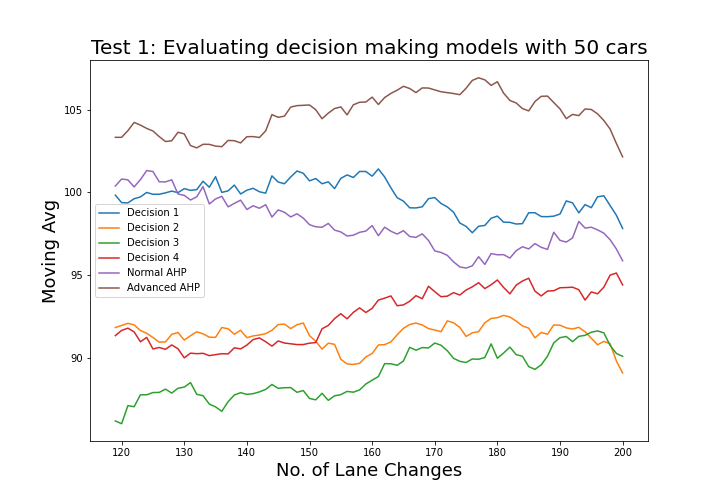 Test 1: Evaluating decision making models with 50 cars
Moving Avg
105
100
95
90
Decision 1
Decision 2
Decision 3
Decision 4
Normal AHP
Advanced AHP
120 130 140 150 160 170 180 190 200
No. of Lane Changes